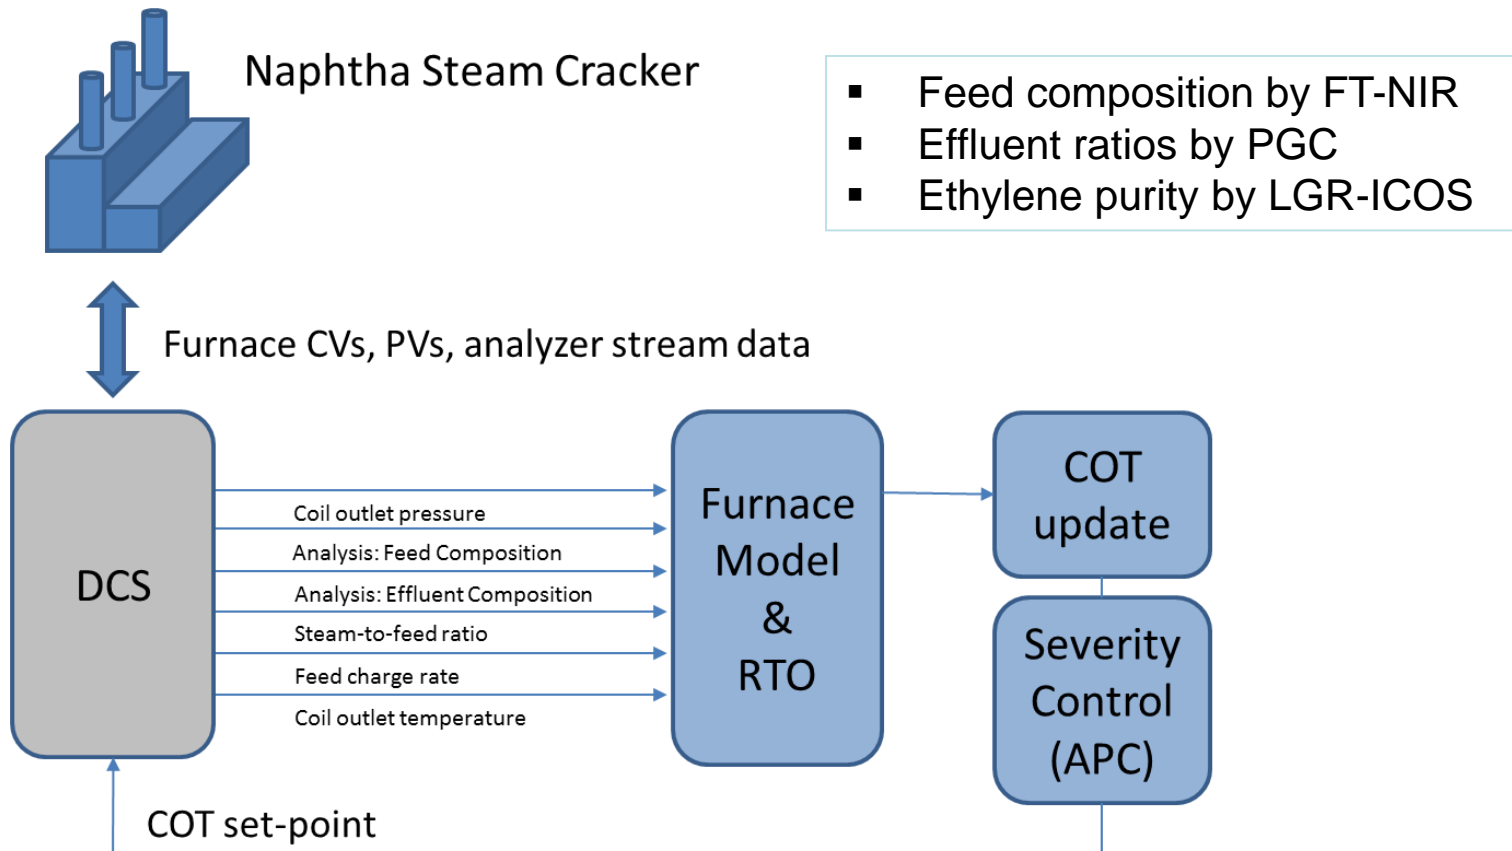 Naphtha Steam Cracker
▪ Feed composition by FT-NIR
▪ Effluent ratios by PGC
▪ Ethylene purity by LGR-ICOS
Furnace CVs, PVs, analyzer stream data
DCS
Coil outlet pressure
Analysis: Feed Composition
Analysis: Effluent Composition
Steam-to-feed ratio
Feed charge rate
Coil outlet temperature
Furnace
Model
&
RTO
COT
update
Severity
Control
(APC)
COT set-point